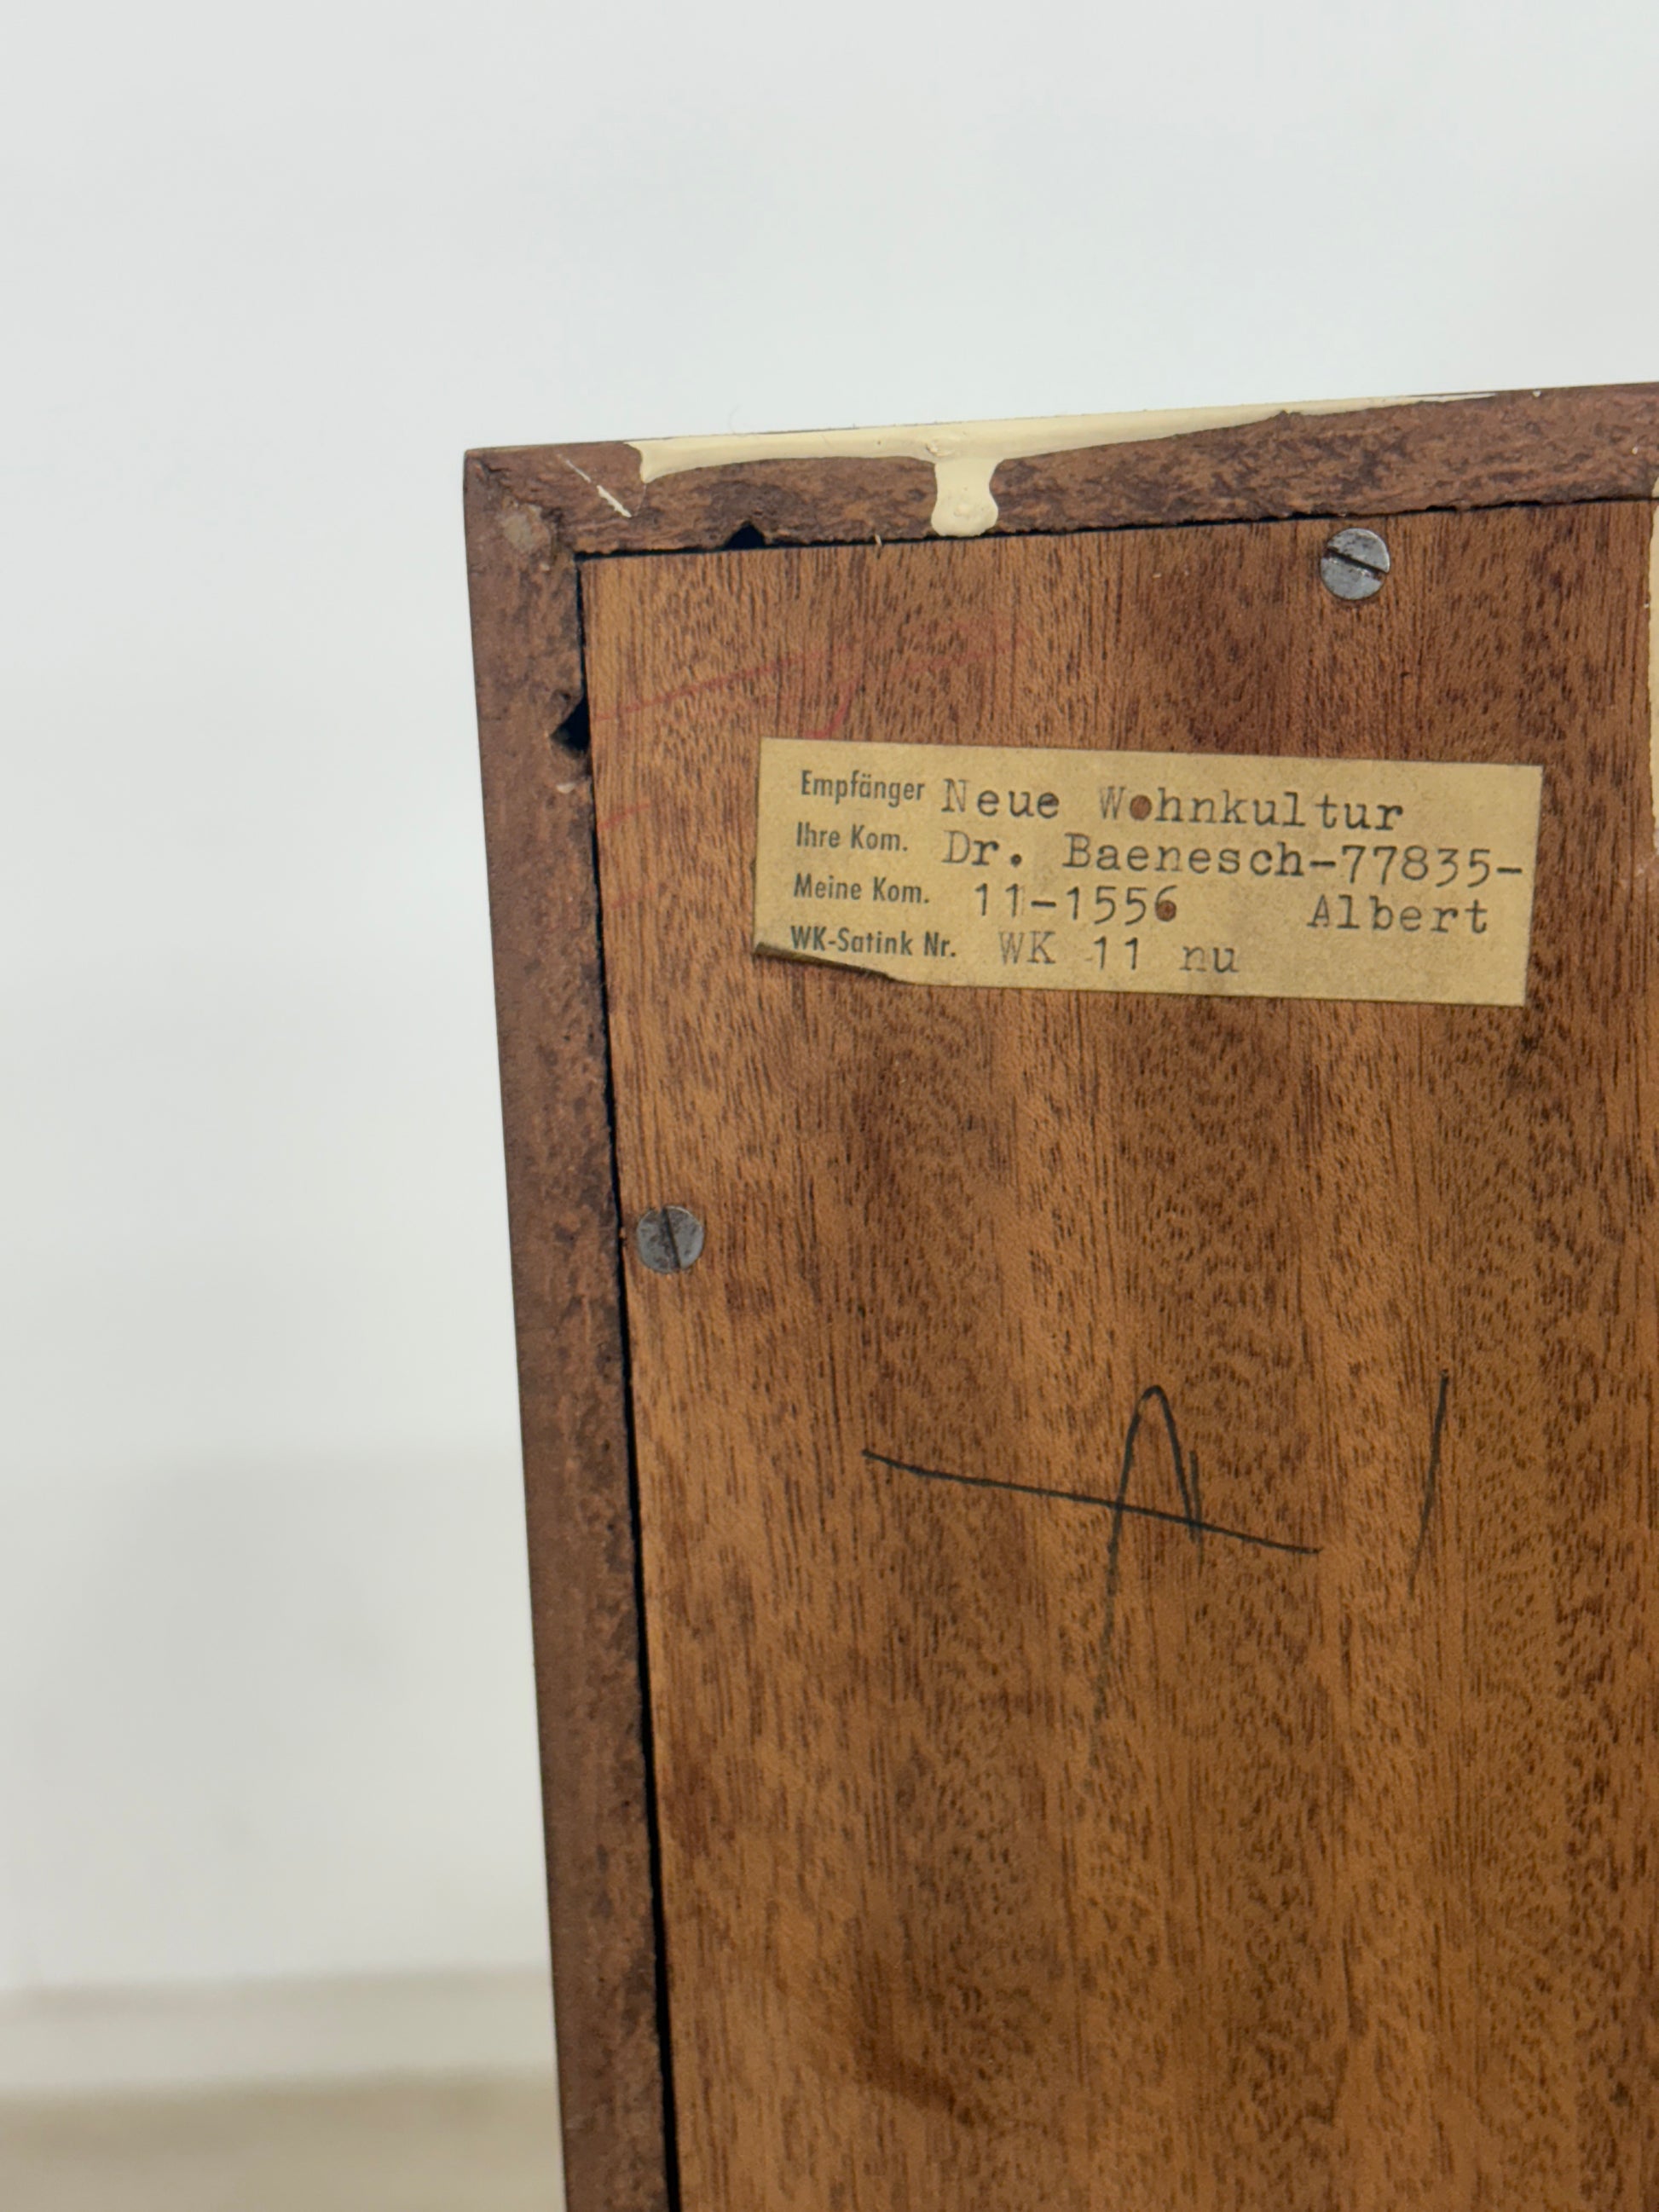 Empfänger Neue Wohnkultur
Ihre Kom. Dr. Baenesch-77835-
Meine Kom. 11-1556 Albert
WK-Satink Nr. WK 11 nu
A 1